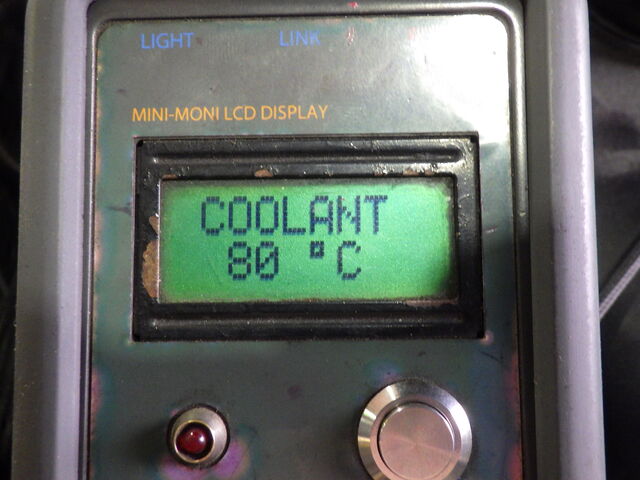 LIGHT LINK
MINI-MONI LCD DISPLAY
COOLANT
80 °C